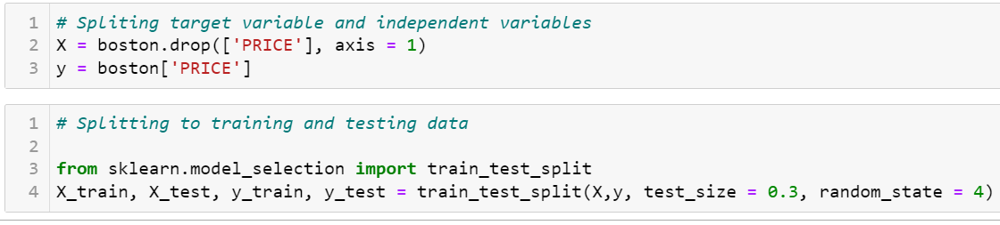 1 # Spliting target variable and independent variables
2 X = boston.drop(['PRICE'], axis = 1)
3 y = boston['PRICE']
1 # Splitting to training and testing data
2
3 from sklearn.model_selection import train_test_split
4 X_train, X_test, y_train, y_test = train_test_split(X,y, test_size = 0.3, random_state = 4)